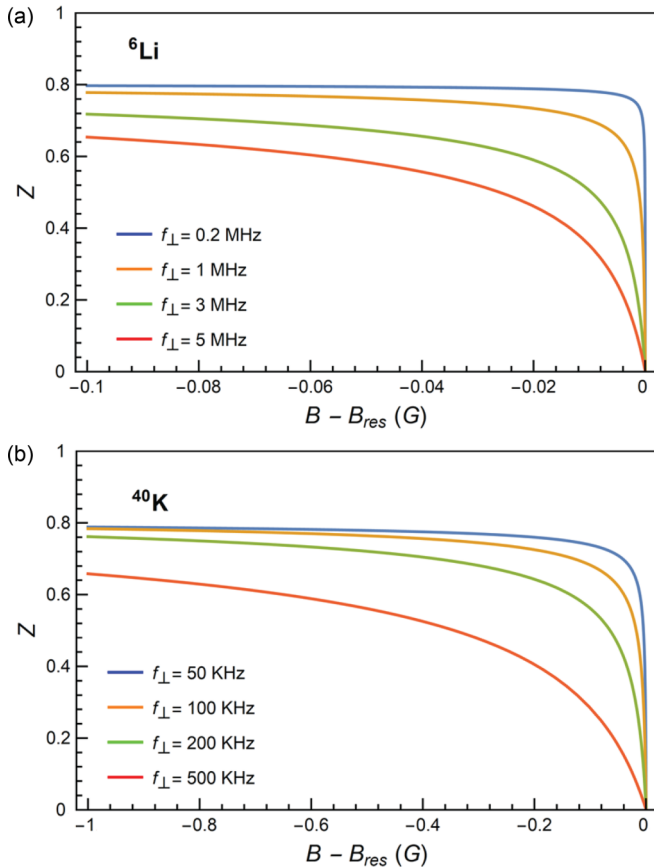 (a)
⁶Li
1
0.8
0.6
0.4
0.2
0
Z
f⊥= 0.2 MHz
f⊥= 1 MHz
f⊥= 3 MHz
f⊥= 5 MHz
−0.1 −0.08 −0.06 −0.04 −0.02 0
B − Bres (G)
(b)
⁴⁰K
1
0.8
0.6
0.4
0.2
0
Z
f⊥= 50 KHz
f⊥= 100 KHz
f⊥= 200 KHz
f⊥= 500 KHz
−1 −0.8 −0.6 −0.4 −0.2 0
B − Bres (G)